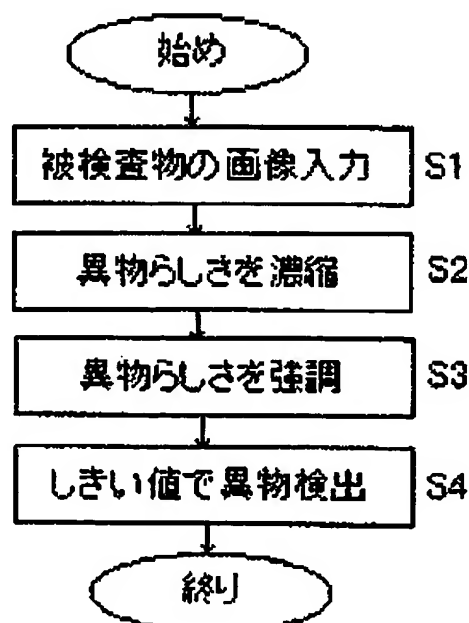 始め
被検査物の画像入力 S1
異物らしさを濃縮 S2
異物らしさを強調 S3
しきい値で異物検出 S4
終り